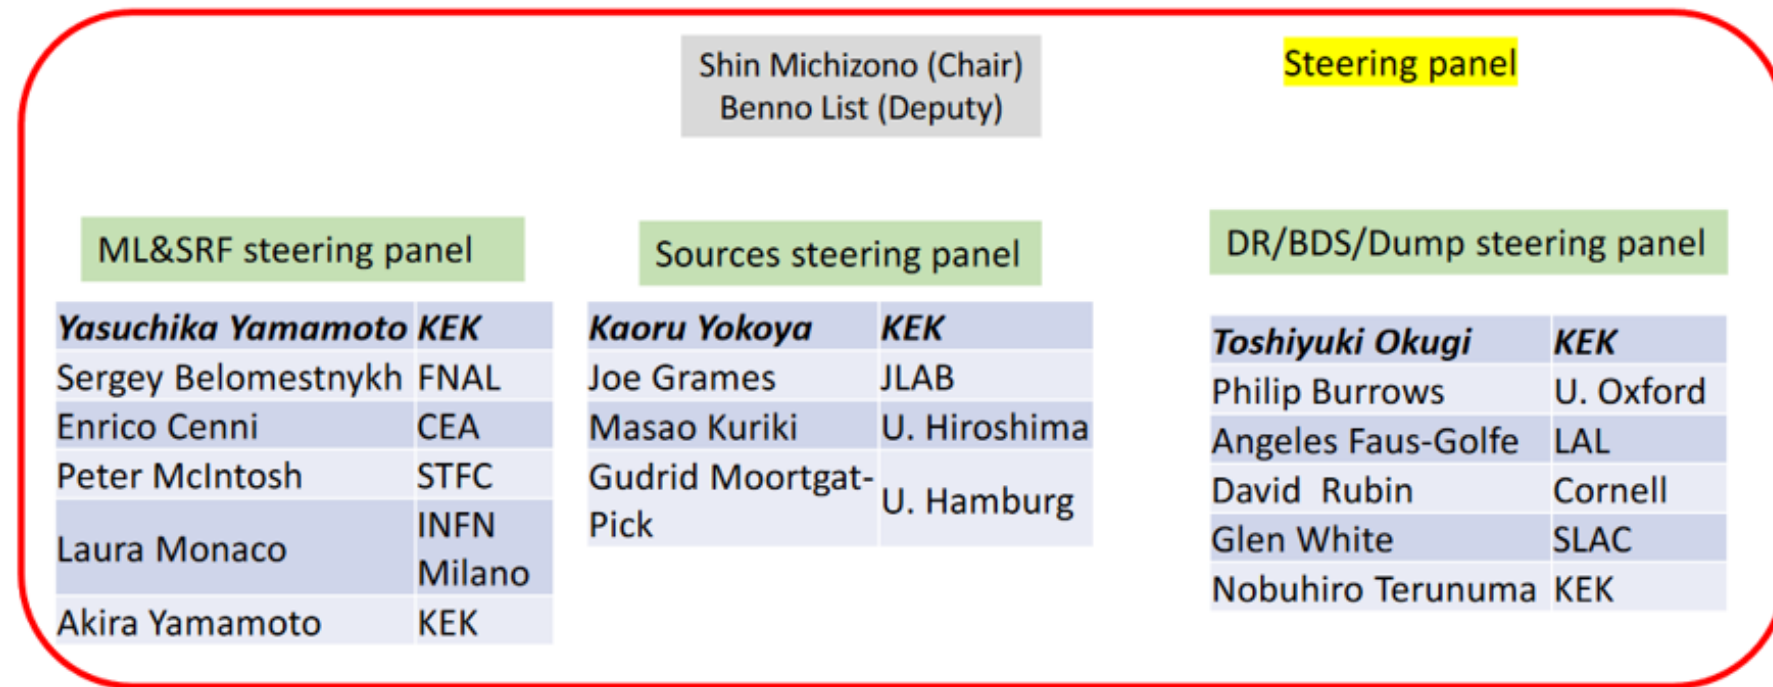 Shin Michizono (Chair)
Benno List (Deputy)
Steering panel
ML&SRF steering panel
Yasuchika Yamamoto KEK
Sergey Belomestnykh FNAL
Enrico Cenni CEA
Peter McIntosh STFC
Laura Monaco INFN
Milano
Akira Yamamoto KEK
Sources steering panel
Kaoru Yokoya KEK
Joe Grames JLAB
Masao Kuriki U. Hiroshima
Gudrid Moortgat-
Pick U. Hamburg
DR/BDS/Dump steering panel
Toshiyuki Okugi KEK
Philip Burrows U. Oxford
Angeles Faus-Golfe LAL
David Rubin Cornell
Glen White SLAC
Nobuhiro Terunuma KEK